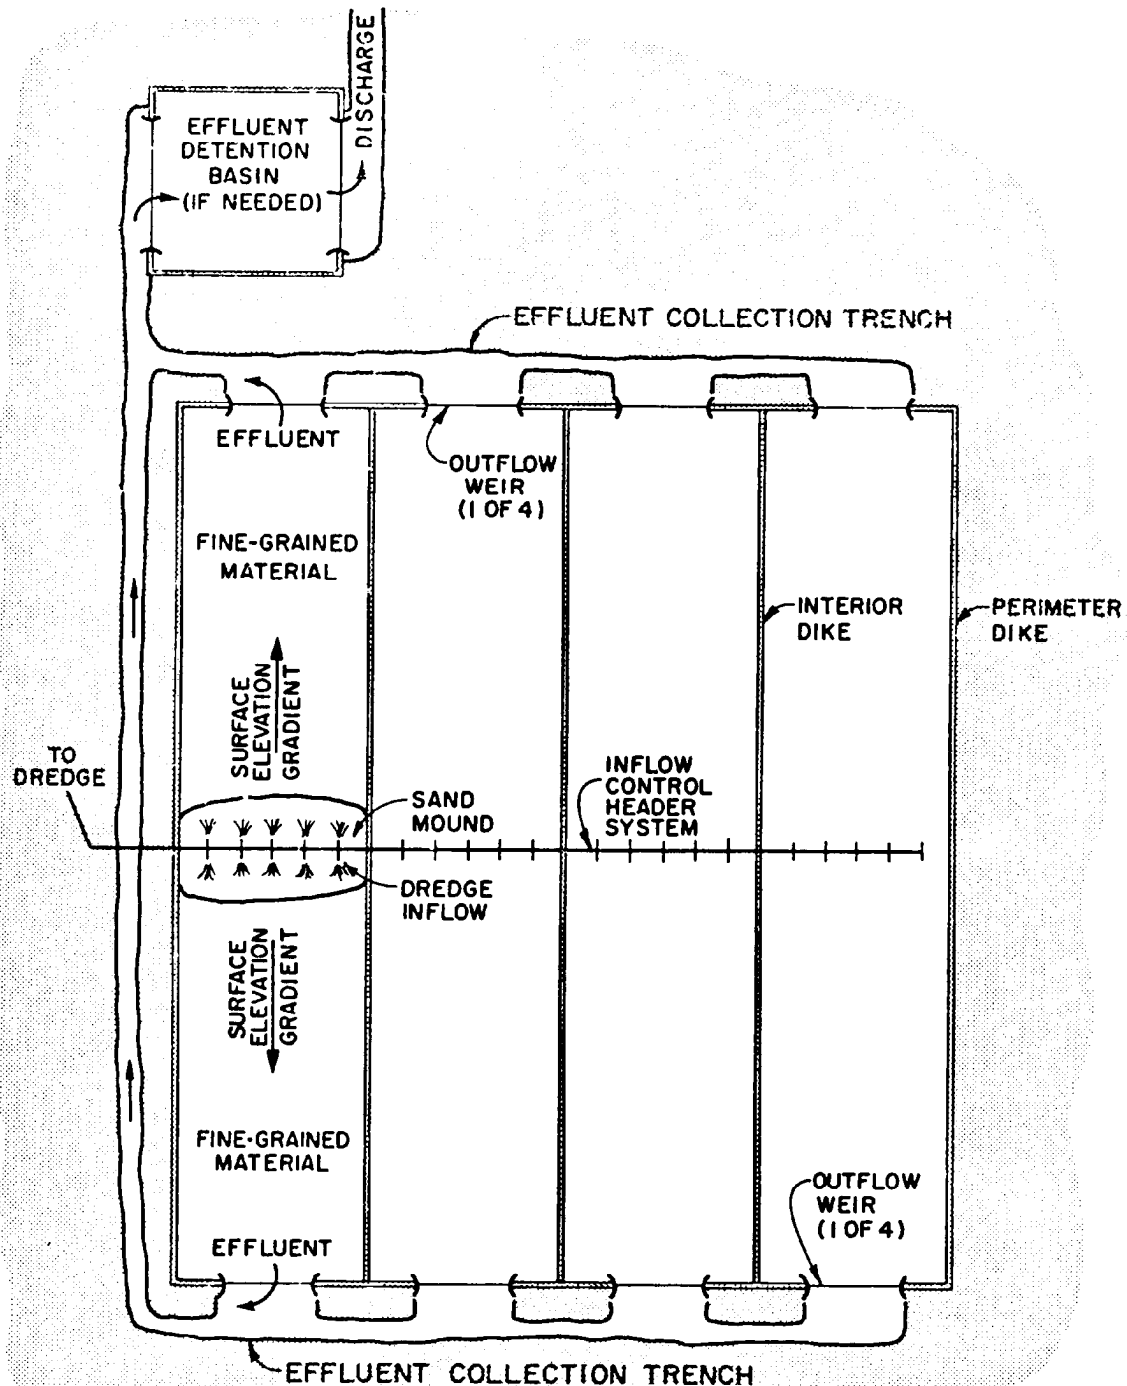 DISCHARGE
EFFLUENT
DETENTION
BASIN
(IF NEEDED)
EFFLUENT COLLECTION TRENCH
EFFLUENT
OUTFLOW
WEIR
(1 OF 4)
FINE-GRAINED
MATERIAL
INTERIOR
DIKE
PERIMETER
DIKE
SURFACE
ELEVATION
GRADIENT
TO
DREDGE
SAND
MOUND
INFLOW
CONTROL
HEADER
SYSTEM
DREDGE
INFLOW
SURFACE
ELEVATION
GRADIENT
FINE-GRAINED
MATERIAL
OUTFLOW
WEIR
(1 OF 4)
EFFLUENT
EFFLUENT COLLECTION TRENCH